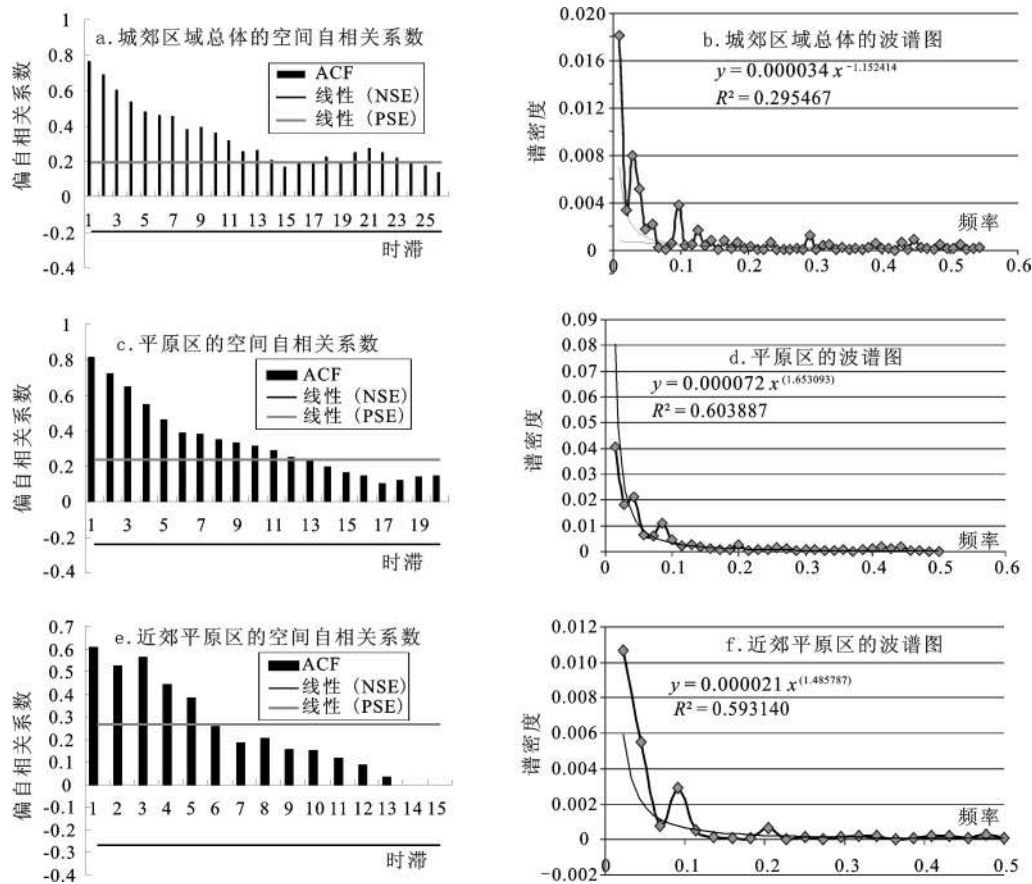 a.城郊区域总体的空间自相关系数
偏自相关系数
1
0.8
0.6
0.4
0.2
0
-0.2
-0.4
ACF
线性（NSE）
线性（PSE）
1 3 5 7 9 11 13 15 17 19 21 23 25
时滞
b.城郊区域总体的波谱图
y = 0.000034 x^-1.152414
R² = 0.295467
谱密度
0.020
0.016
0.012
0.008
0.004
0
频率
0 0.1 0.2 0.3 0.4 0.5 0.6
c.平原区的空间自相关系数
偏自相关系数
1
0.8
0.6
0.4
0.2
0
-0.2
-0.4
ACF
线性（NSE）
线性（PSE）
1 3 5 7 9 11 13 15 17 19
时滞
d.平原区的波谱图
y = 0.000072 x^(1.653093)
R² = 0.603887
谱密度
0.09
0.08
0.07
0.06
0.05
0.04
0.03
0.02
0.01
0
频率
0 0.1 0.2 0.3 0.4 0.5 0.6
e.近郊平原区的空间自相关系数
偏自相关系数
0.7
0.6
0.5
0.4
0.3
0.2
0.1
0
-0.1
-0.2
-0.3
-0.4
ACF
线性（NSE）
线性（PSE）
1 2 3 4 5 6 7 8 9 10 11 12 13 14 15
时滞
f.近郊平原区的波谱图
y = 0.000021 x^(1.485787)
R² = 0.593140
谱密度
0.012
0.010
0.008
0.006
0.004
0.002
0
-0.002
频率
0 0.1 0.2 0.3 0.4 0.5